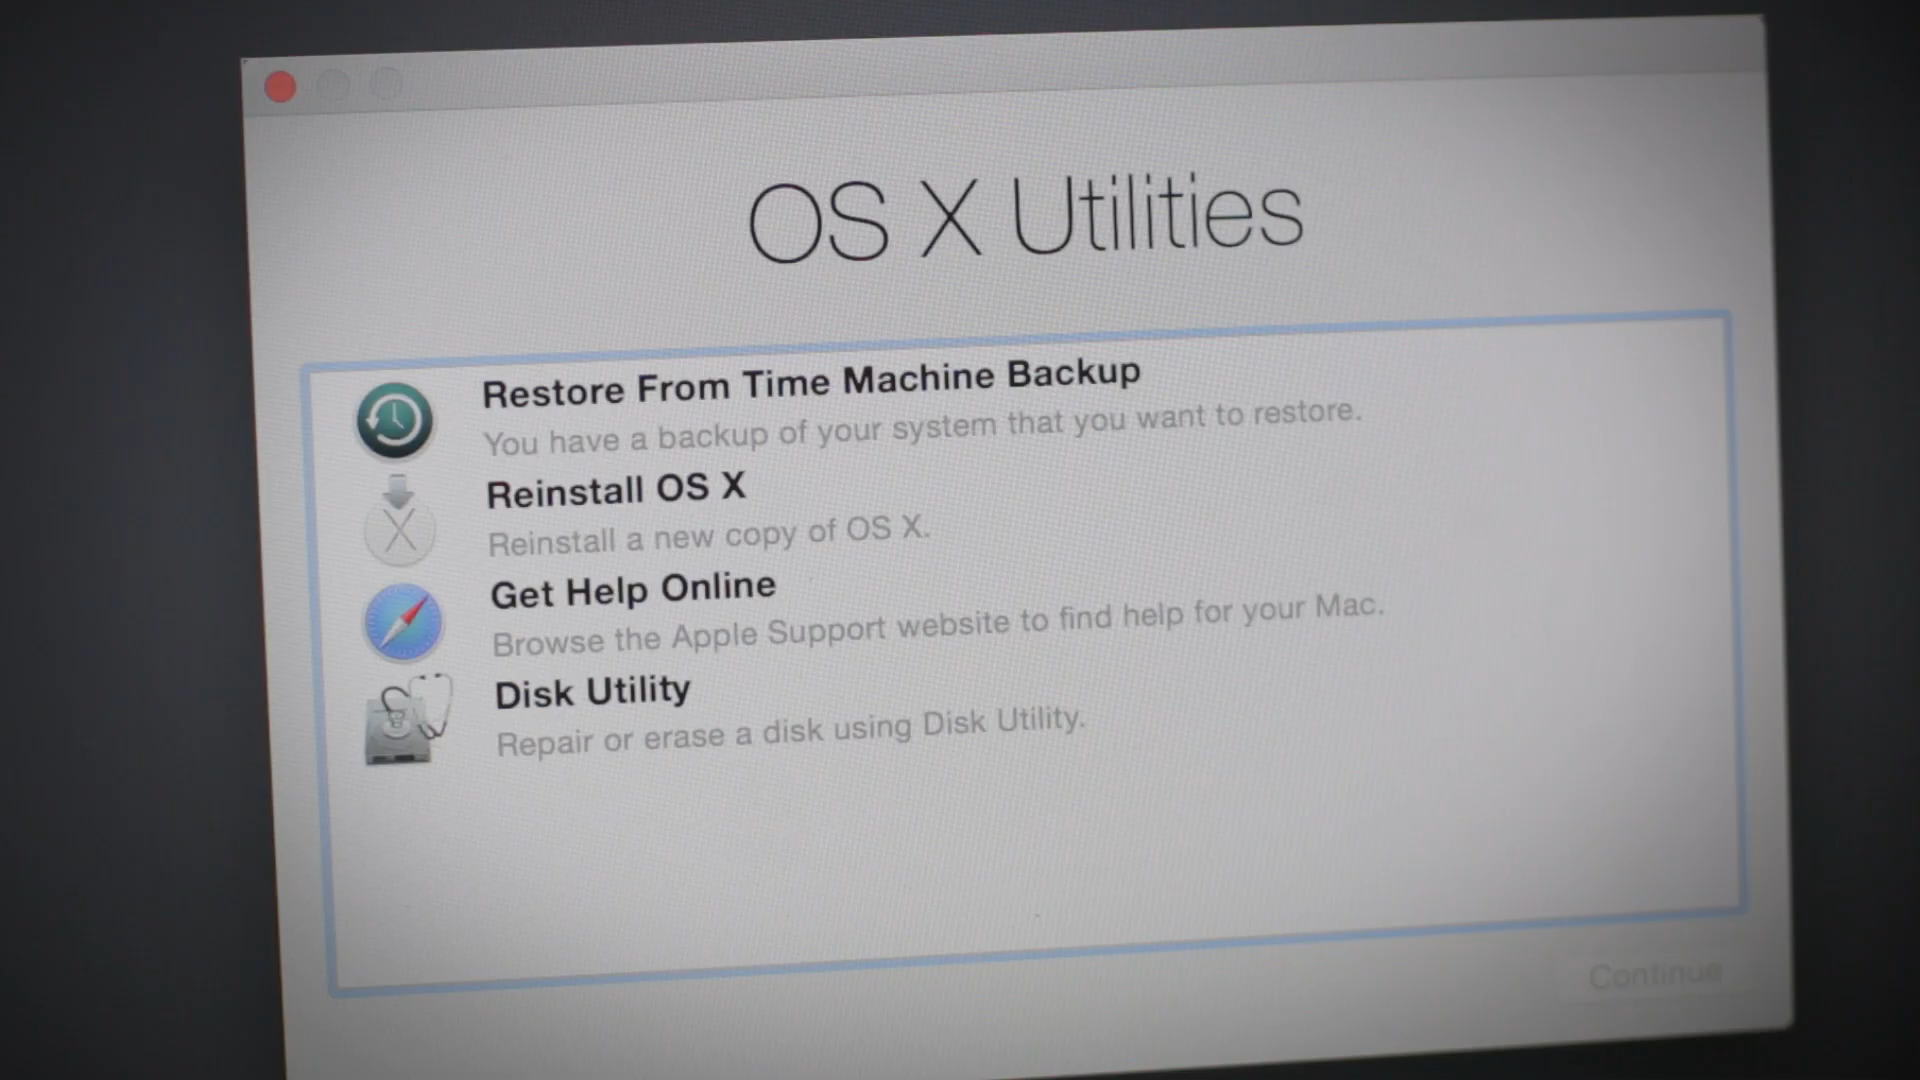 OS X Utilities
Restore From Time Machine Backup
You have a backup of your system that you want to restore.
Reinstall OS X
Reinstall a new copy of OS X.
Get Help Online
Browse the Apple Support website to find help for your Mac.
Disk Utility
Repair or erase a disk using Disk Utility.
Continue